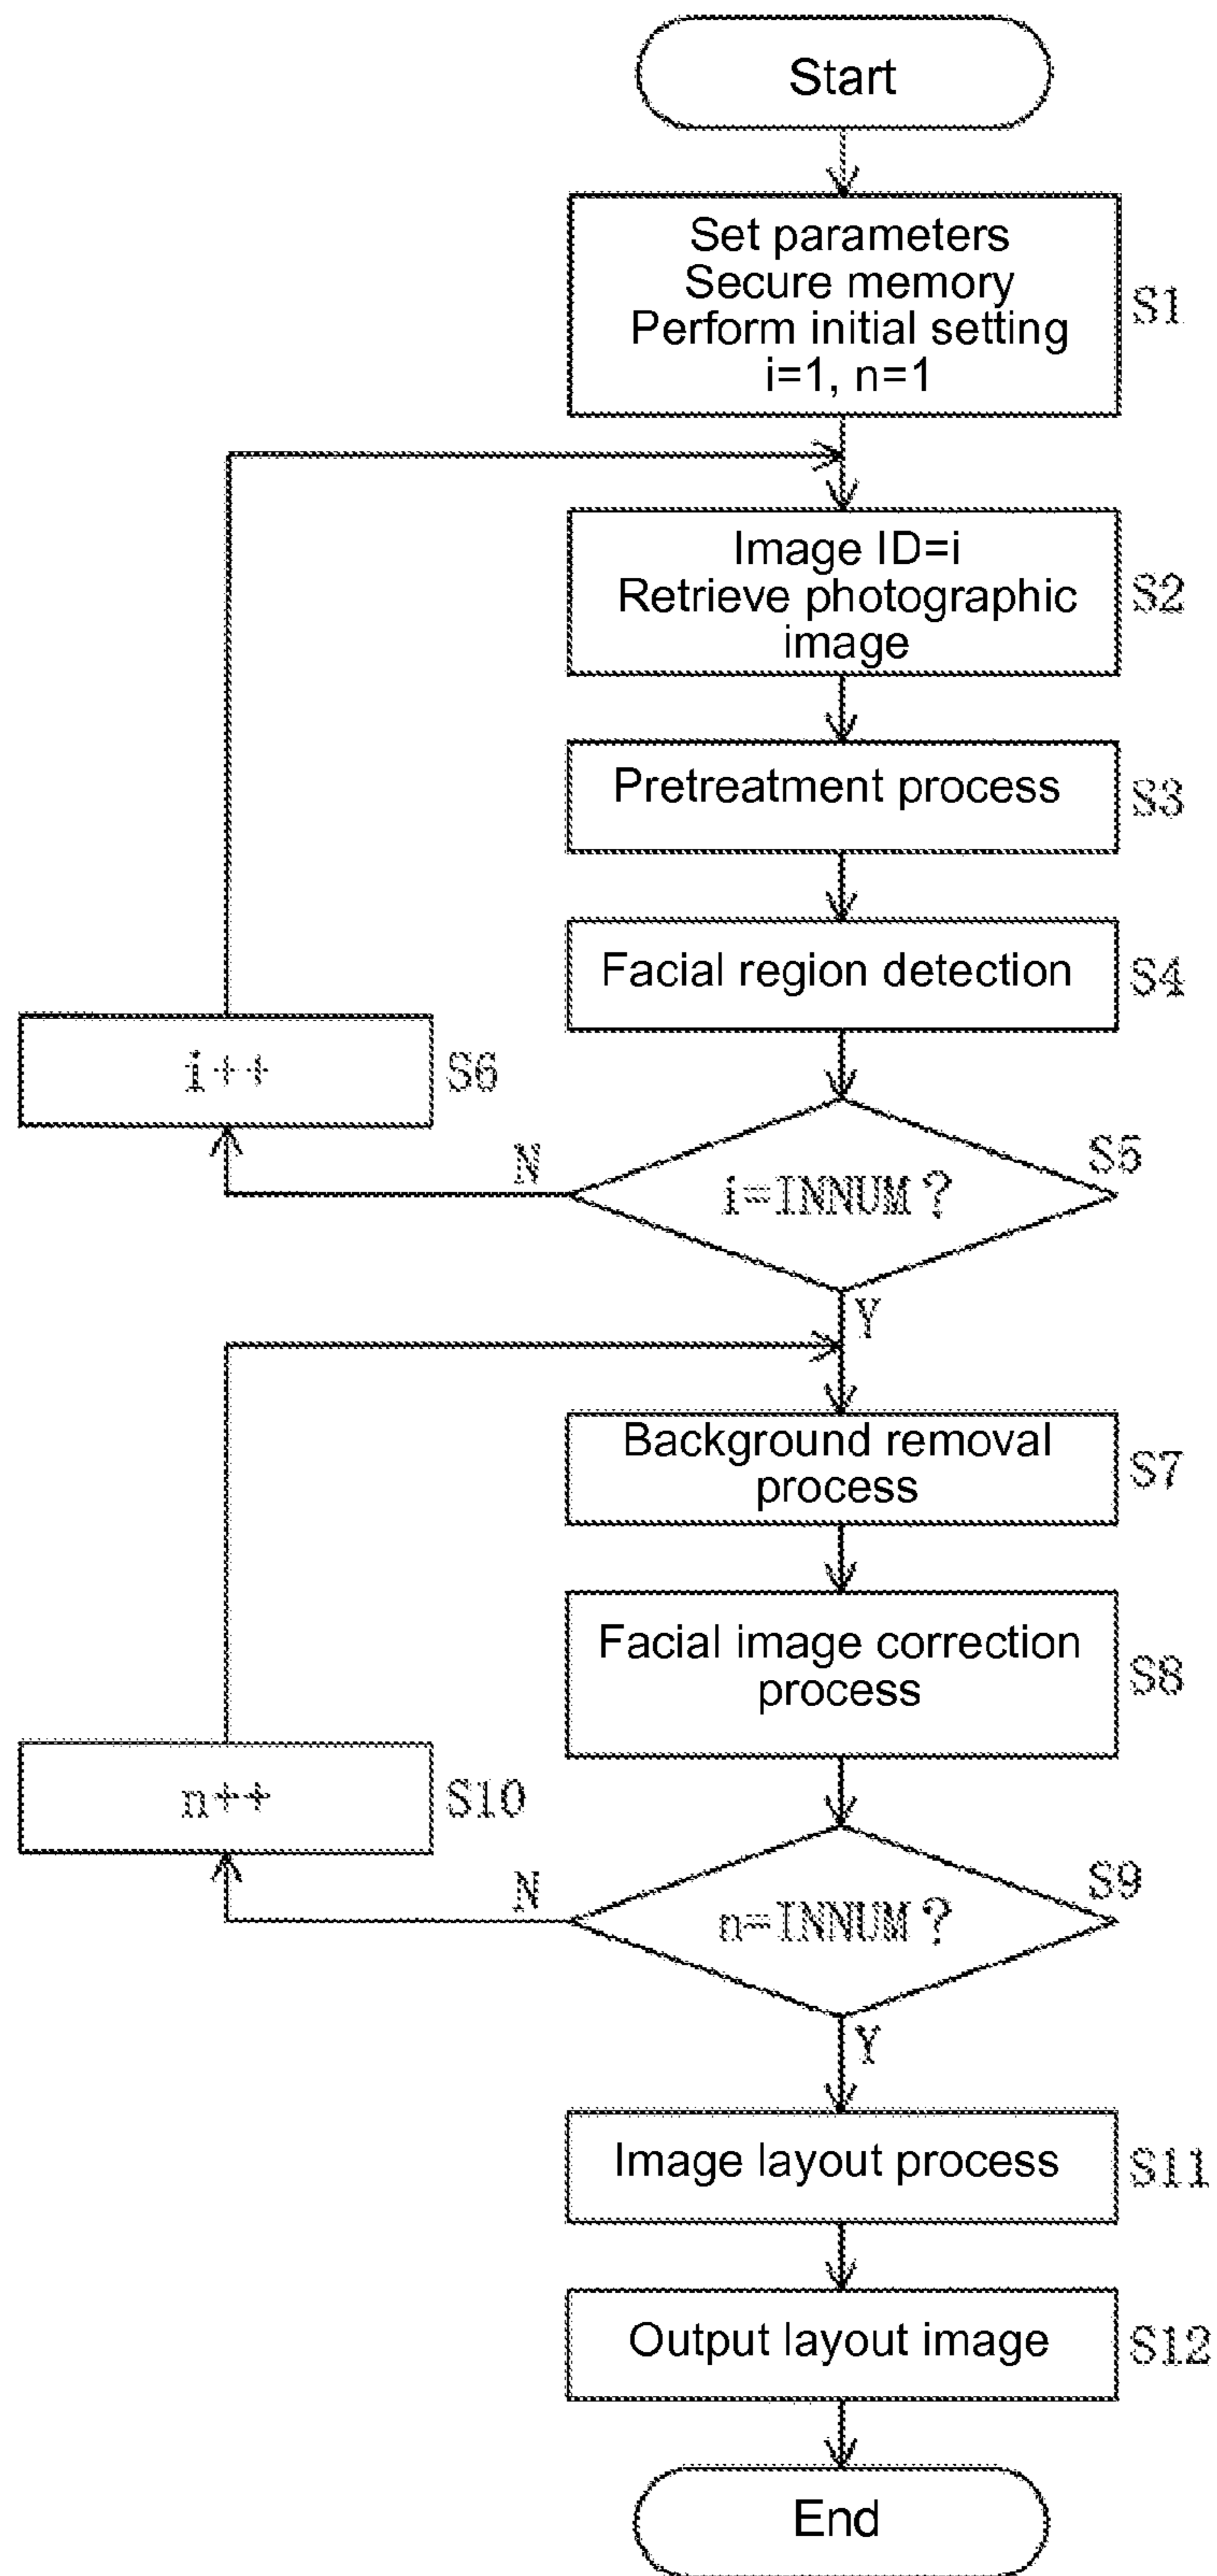 Start
Set parameters
Secure memory
Perform initial setting
i=1, n=1
S1
Image ID=i
Retrieve photographic
image
S2
Pretreatment process
S3
Facial region detection
S4
i++
S6
N
i=INNUM?
S5
Y
Background removal
process
S7
Facial image correction
process
S8
n++
S10
N
n=INNUM?
S9
Y
Image layout process
S11
Output layout image
S12
End